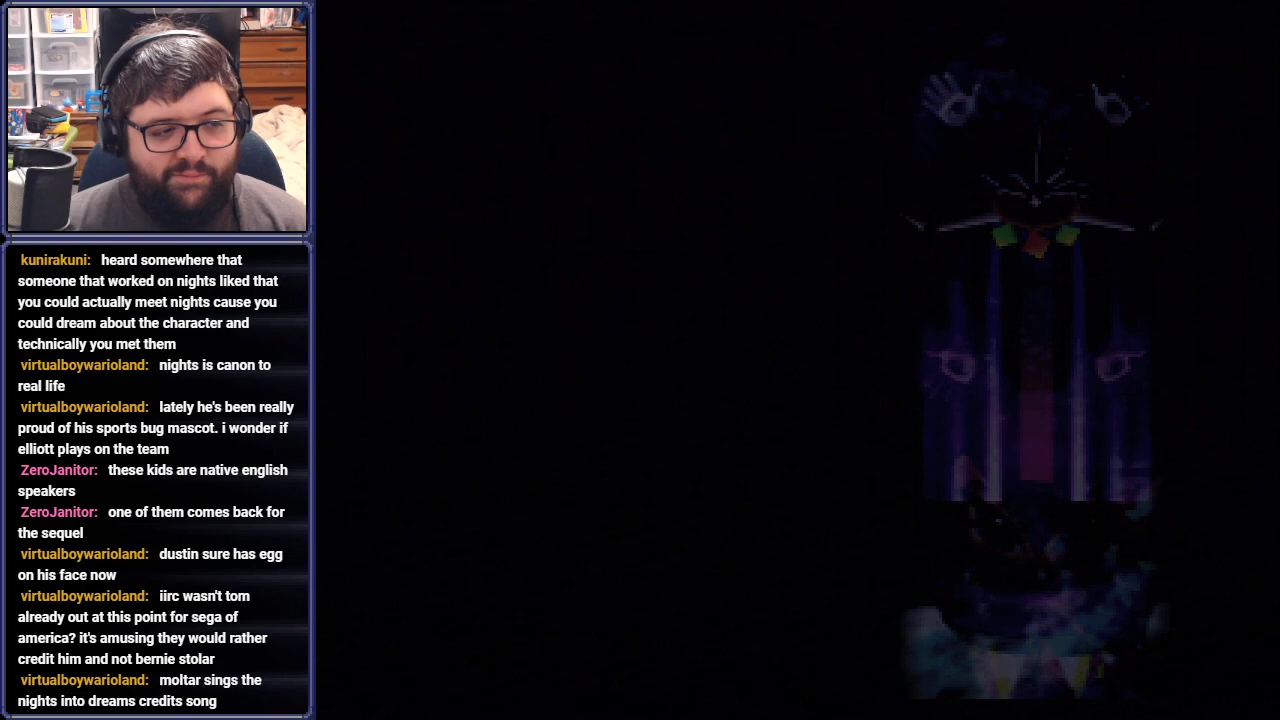 kunirakuni: heard somewhere that
someone that worked on nights liked that
you could actually meet nights cause you
could dream about the character and
technically you met them
virtualboywarioland: nights is canon to
real life
virtualboywarioland: lately he's been really
proud of his sports bug mascot. i wonder if
elliott plays on the team
ZeroJanitor: these kids are native english
speakers
ZeroJanitor: one of them comes back for
the sequel
virtualboywarioland: dustin sure has egg
on his face now
virtualboywarioland: iirc wasn't tom
already out at this point for sega of
america? it's amusing they would rather
credit him and not bernie stolar
virtualboywarioland: moltar sings the
nights into dreams credits song